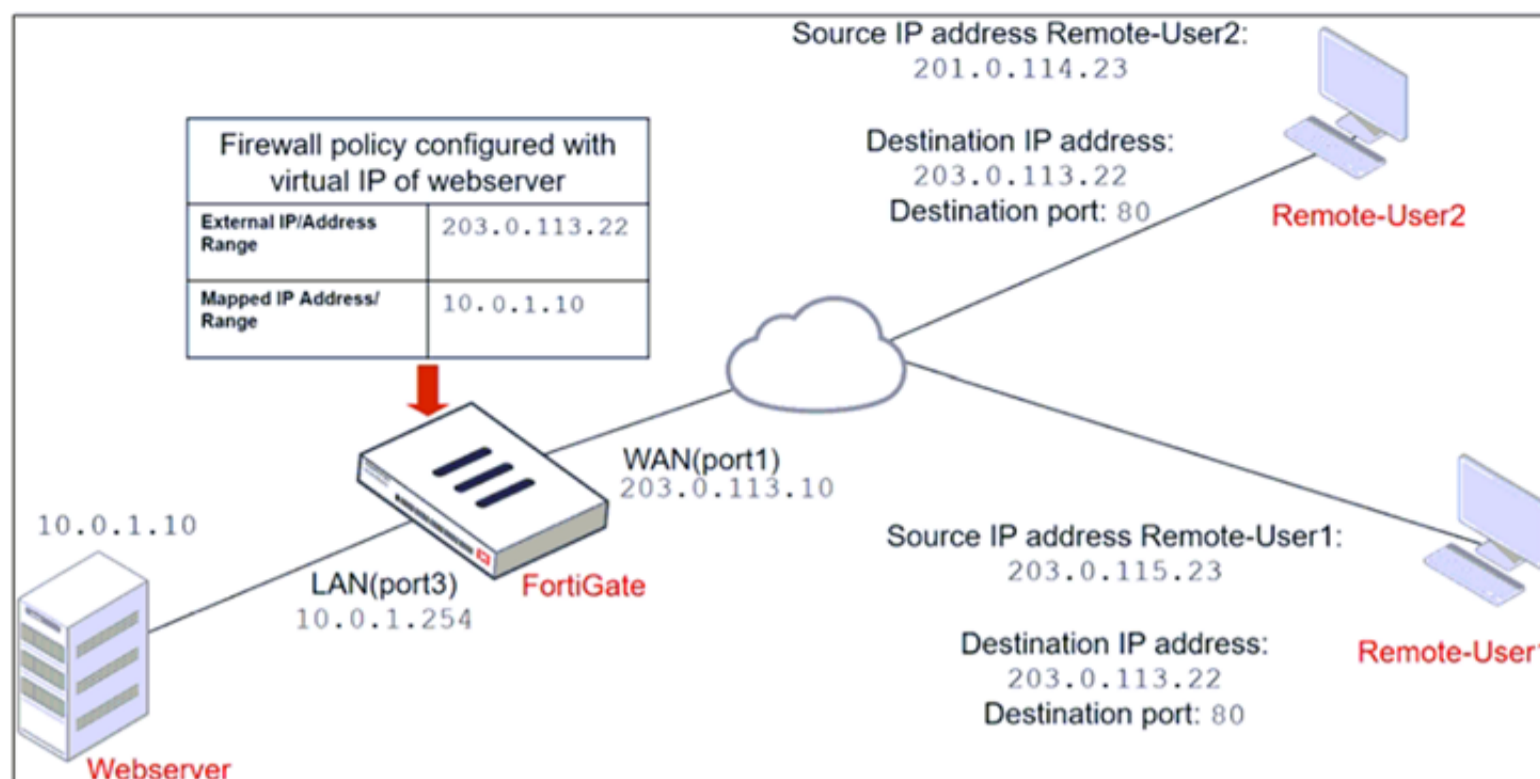 Source IP address Remote-User2:
201.0.114.23
Destination IP address:
203.0.113.22
Destination port: 80
Remote-User2
Firewall policy configured with
virtual IP of webserver
External IP/Address
Range
203.0.113.22
Mapped IP Address/
Range
10.0.1.10
WAN(port1)
203.0.113.10
10.0.1.10
LAN(port3)
10.0.1.254
FortiGate
Webserver
Source IP address Remote-User1:
203.0.115.23
Destination IP address:
203.0.113.22
Destination port: 80
Remote-User1